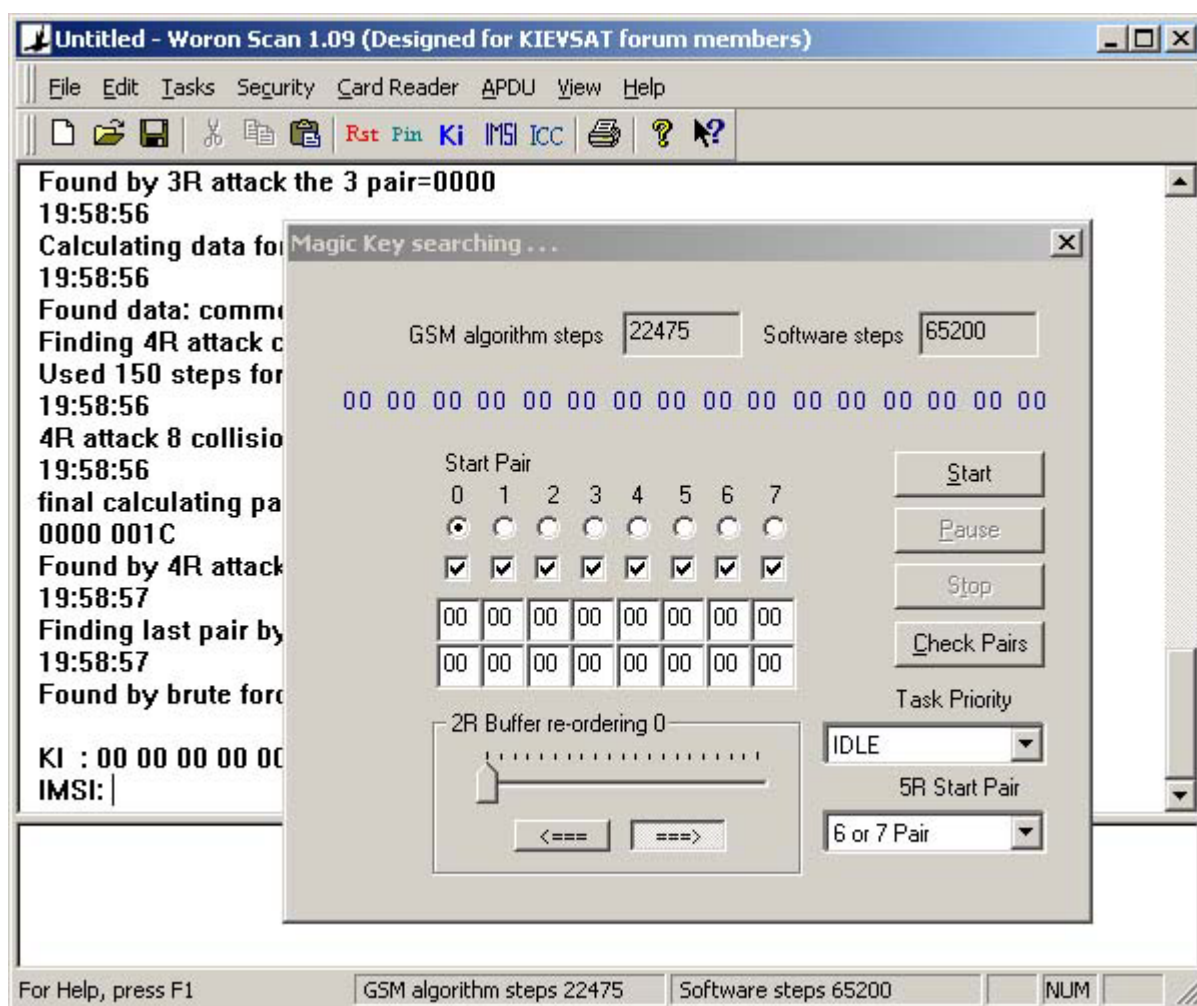 Untitled - Woron Scan 1.09 (Designed for KIEVSAT forum members)
File Edit Tasks Security Card Reader APDU View Help
Rst Pin Ki IMSI ICC
Found by 3R attack the 3 pair=0000
19:58:56
Calculating data for
19:58:56
Found data: comm
Finding 4R attack c
Used 150 steps for
19:58:56
4R attack 8 collisio
19:58:56
final calculating pa
0000 001C
Found by 4R attack
19:58:57
Finding last pair by
19:58:57
Found by brute forc
KI : 00 00 00 00 00
IMSI:
Magic Key searching . . .
GSM algorithm steps 22475 Software steps 65200
00 00 00 00 00 00 00 00 00 00 00 00 00 00 00 00
Start Pair
0 1 2 3 4 5 6 7
00 00 00 00 00 00 00 00
00 00 00 00 00 00 00 00
2R Buffer re-ordering 0
<=== ===>
Start
Pause
Stop
Check Pairs
Task Priority
IDLE
5R Start Pair
6 or 7 Pair
For Help, press F1 GSM algorithm steps 22475 Software steps 65200 NUM